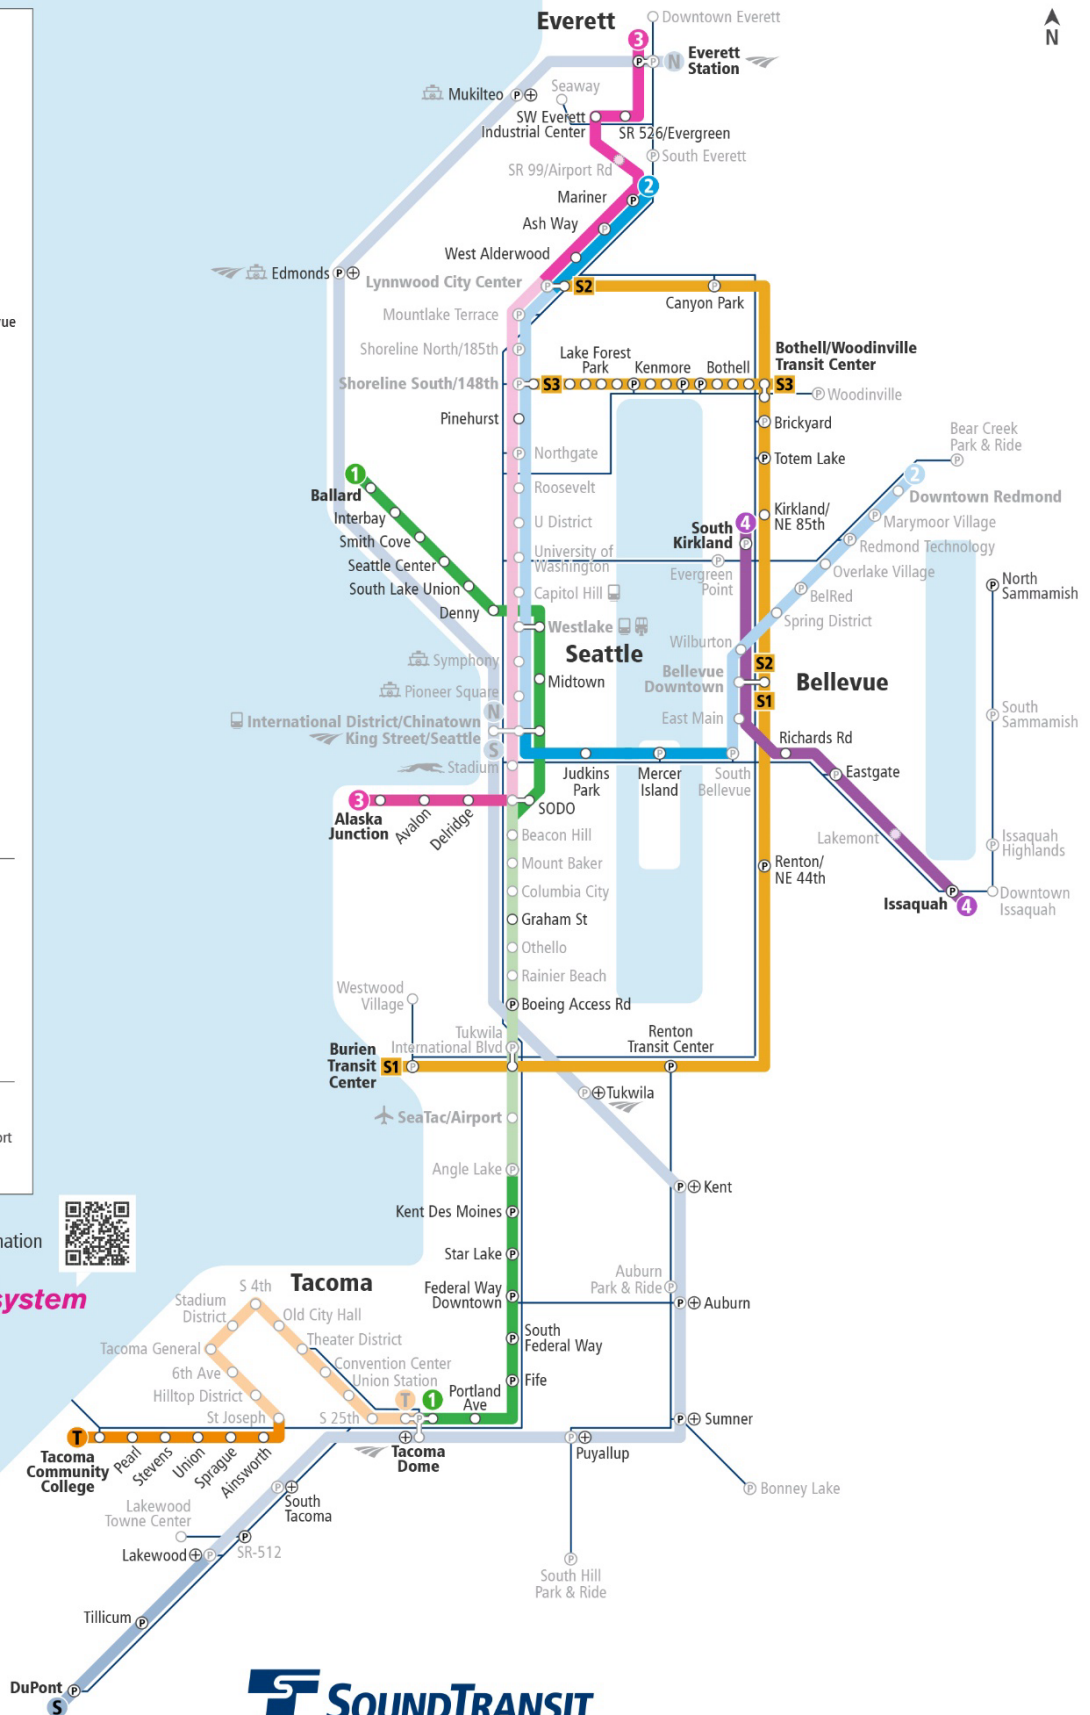 Everett
Downtown Everett
N
3
Everett
Station
N
Mukilteo
Seaway
SW Everett
Industrial Center
SR 526/Evergreen
South Everett
SR 99/Airport Rd
2
Mariner
Ash Way
West Alderwood
Edmonds
Lynnwood City Center
S2
Canyon Park
Mountlake Terrace
ue
Shoreline North/185th
Lake Forest
Park
Kenmore
Bothell
Bothell/Woodinville
Transit Center
Shoreline South/148th
S3
S3
Woodinville
Pinehurst
Brickyard
Bear Creek
Park & Ride
Northgate
Totem Lake
1
Ballard
Roosevelt
2
Downtown Redmond
Interbay
U District
South
Kirkland
4
Kirkland/
NE 85th
Marymoor Village
Smith Cove
University of
Washington
Redmond Technology
Seattle Center
Evergreen
Point
Overlake Village
South Lake Union
Capitol Hill
BelRed
North
Sammamish
Denny
Spring District
Westlake
Wilburton
Seattle
Symphony
S2
Bellevue
Downtown
Bellevue
Midtown
Pioneer Square
S1
N
International District/Chinatown
King Street/Seattle
S
East Main
South
Sammamish
Richards Rd
Stadium
Judkins
Park
Mercer
Island
South
Bellevue
Eastgate
3
Alaska
Junction
Avalon
Delridge
SODO
Beacon Hill
Lakemont
Issaquah
Highlands
Mount Baker
Renton/
NE 44th
Columbia City
Issaquah
4
Downtown
Issaquah
Graham St
Othello
Rainier Beach
Westwood
Village
Boeing Access Rd
Tukwila
International Blvd
Renton
Transit Center
Burien
Transit
Center
S1
Tukwila
SeaTac/Airport
ort
Angle Lake
Kent
Kent Des Moines
mation
Star Lake
system
Tacoma
S 4th
Federal Way
Downtown
Auburn
Park & Ride
Auburn
Stadium
District
Old City Hall
South
Federal Way
Tacoma General
Theater District
6th Ave
Convention Center
Union Station
Fife
Hilltop District
T
1
Portland
Ave
St Joseph
S 25th
Sumner
T
Tacoma
Community
College
Pearl
Stevens
Union
Sprague
Ainsworth
Tacoma
Dome
Puyallup
Bonney Lake
South
Tacoma
Lakewood
Towne Center
SR-512
Lakewood
South Hill
Park & Ride
Tillicum
DuPont
S
SOUNDTRANSIT